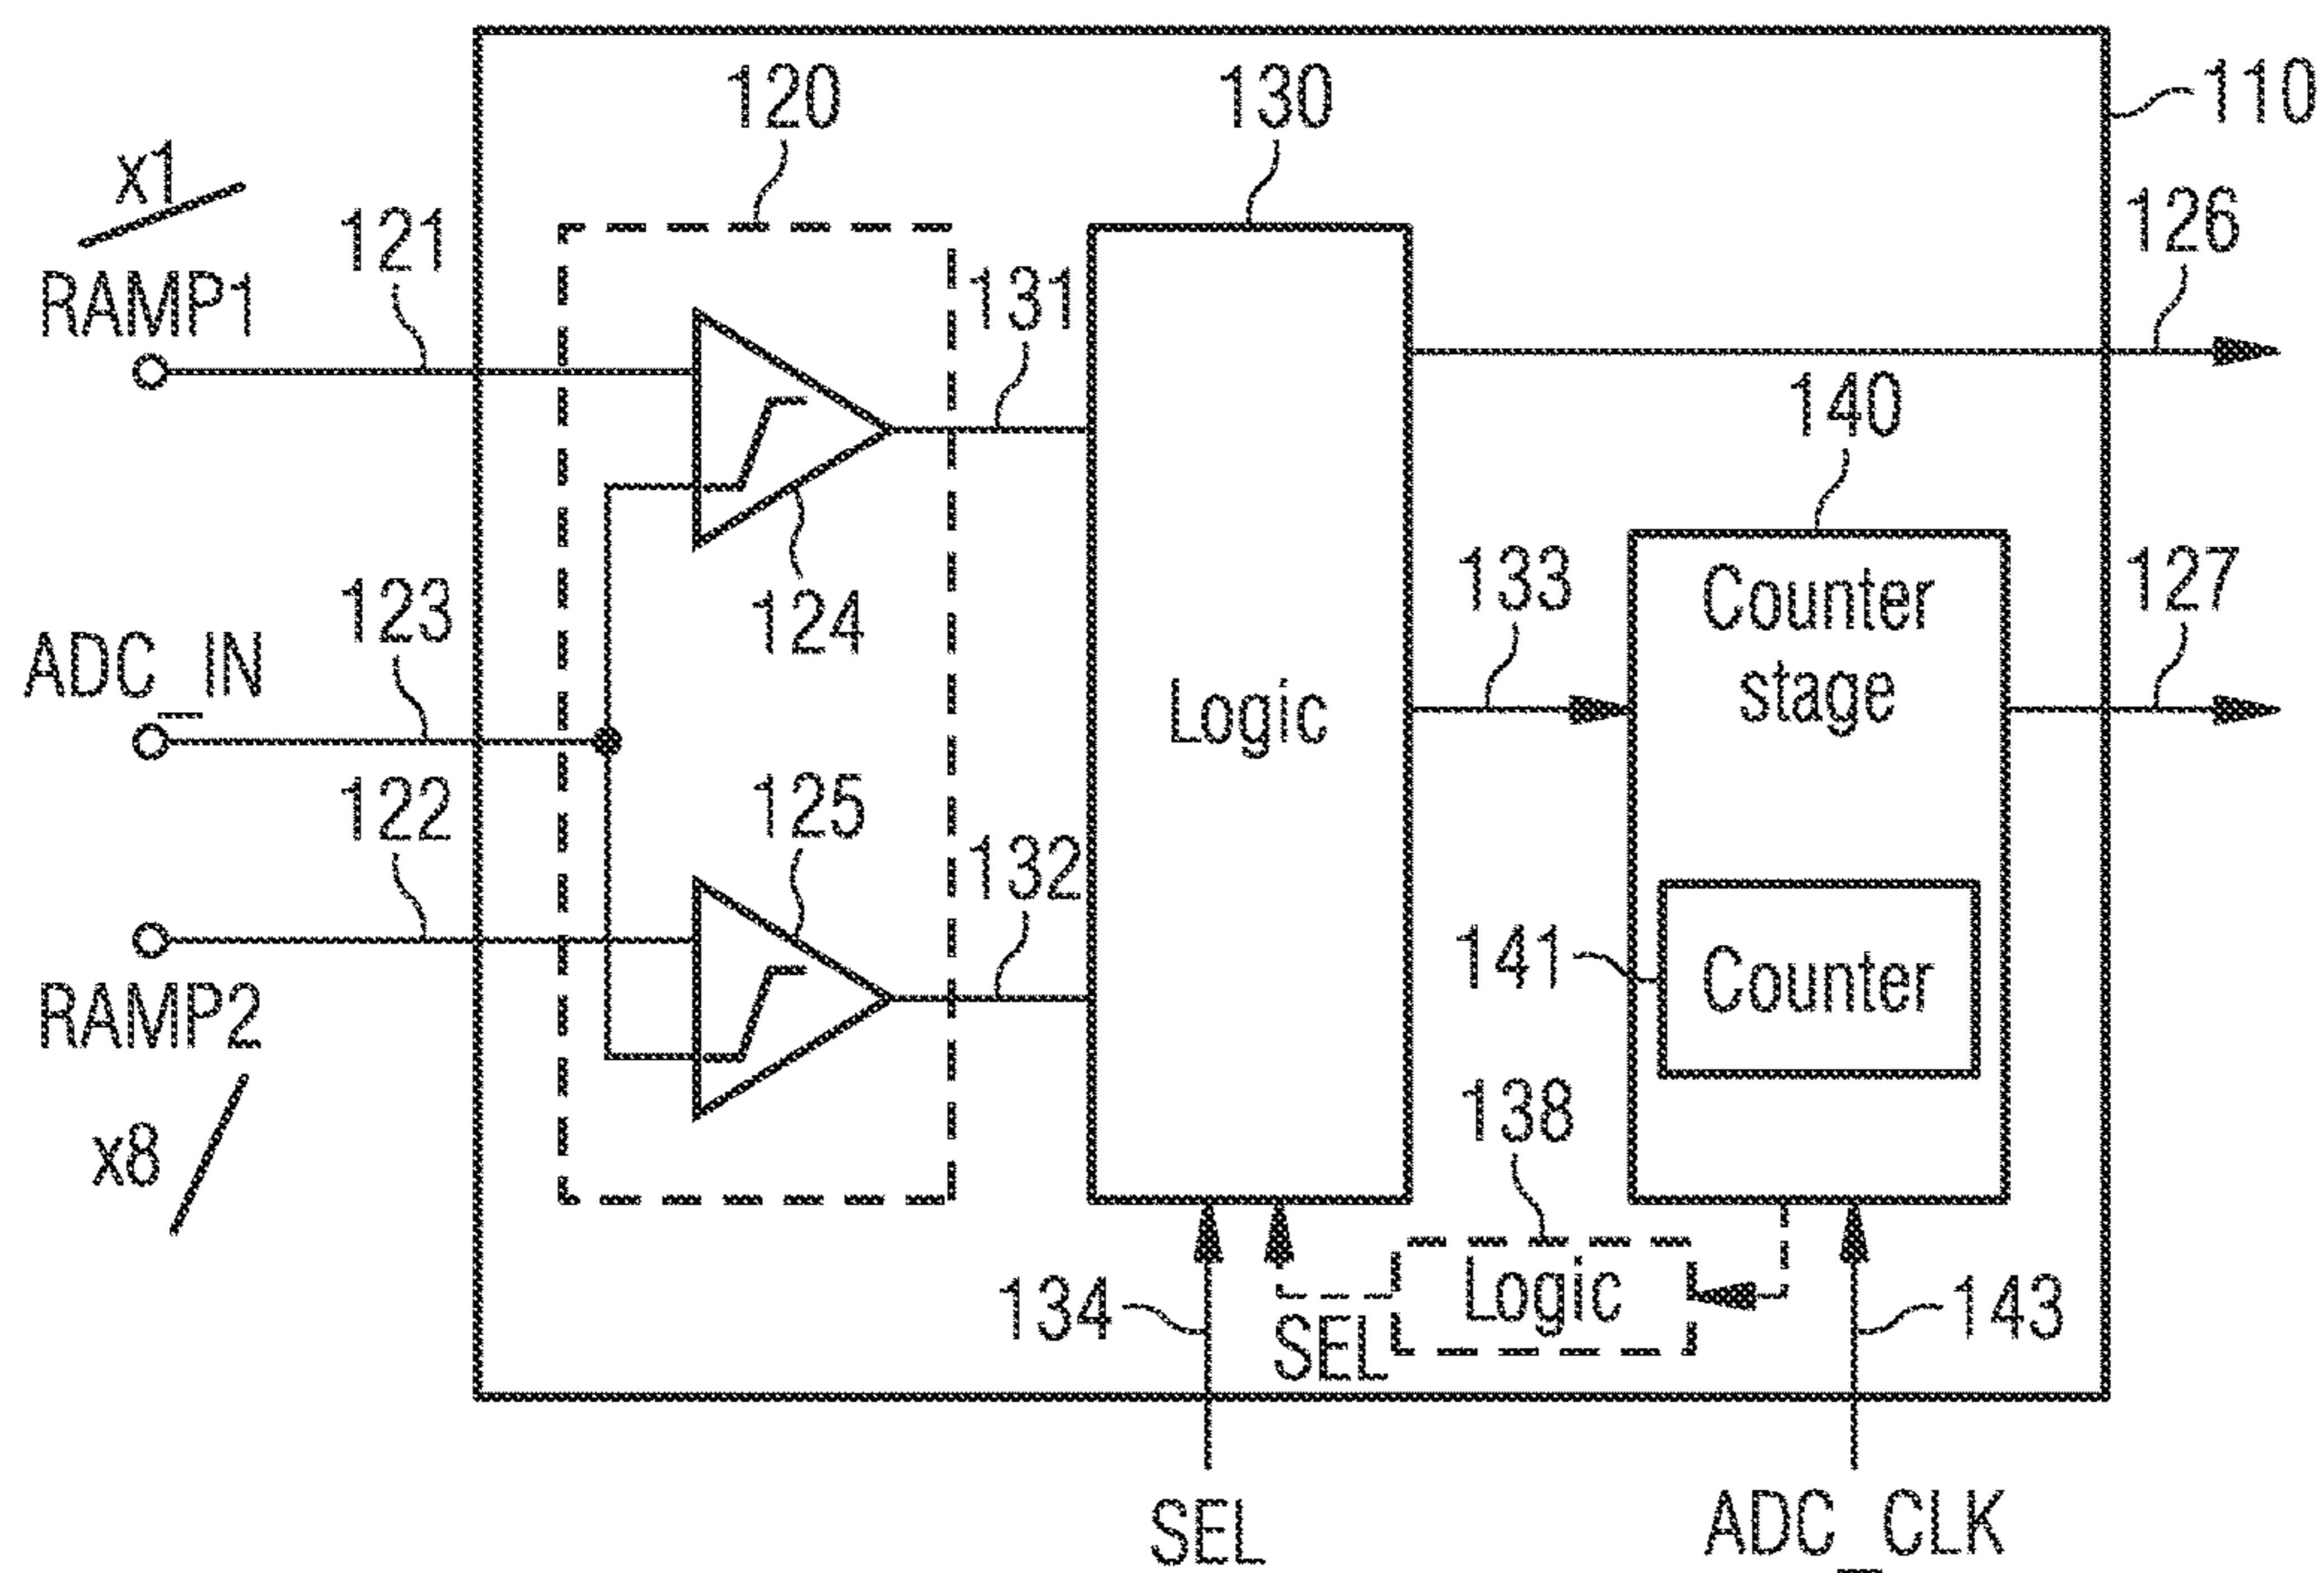 120
130
110
x1
121
126
RAMP1
131
140
124
133
Counter
stage
127
123
ADC_IN
Logic
122
125
132
141
Counter
RAMP2
138
x8
134
Logic
143
SEL
SEL
ADC_CLK